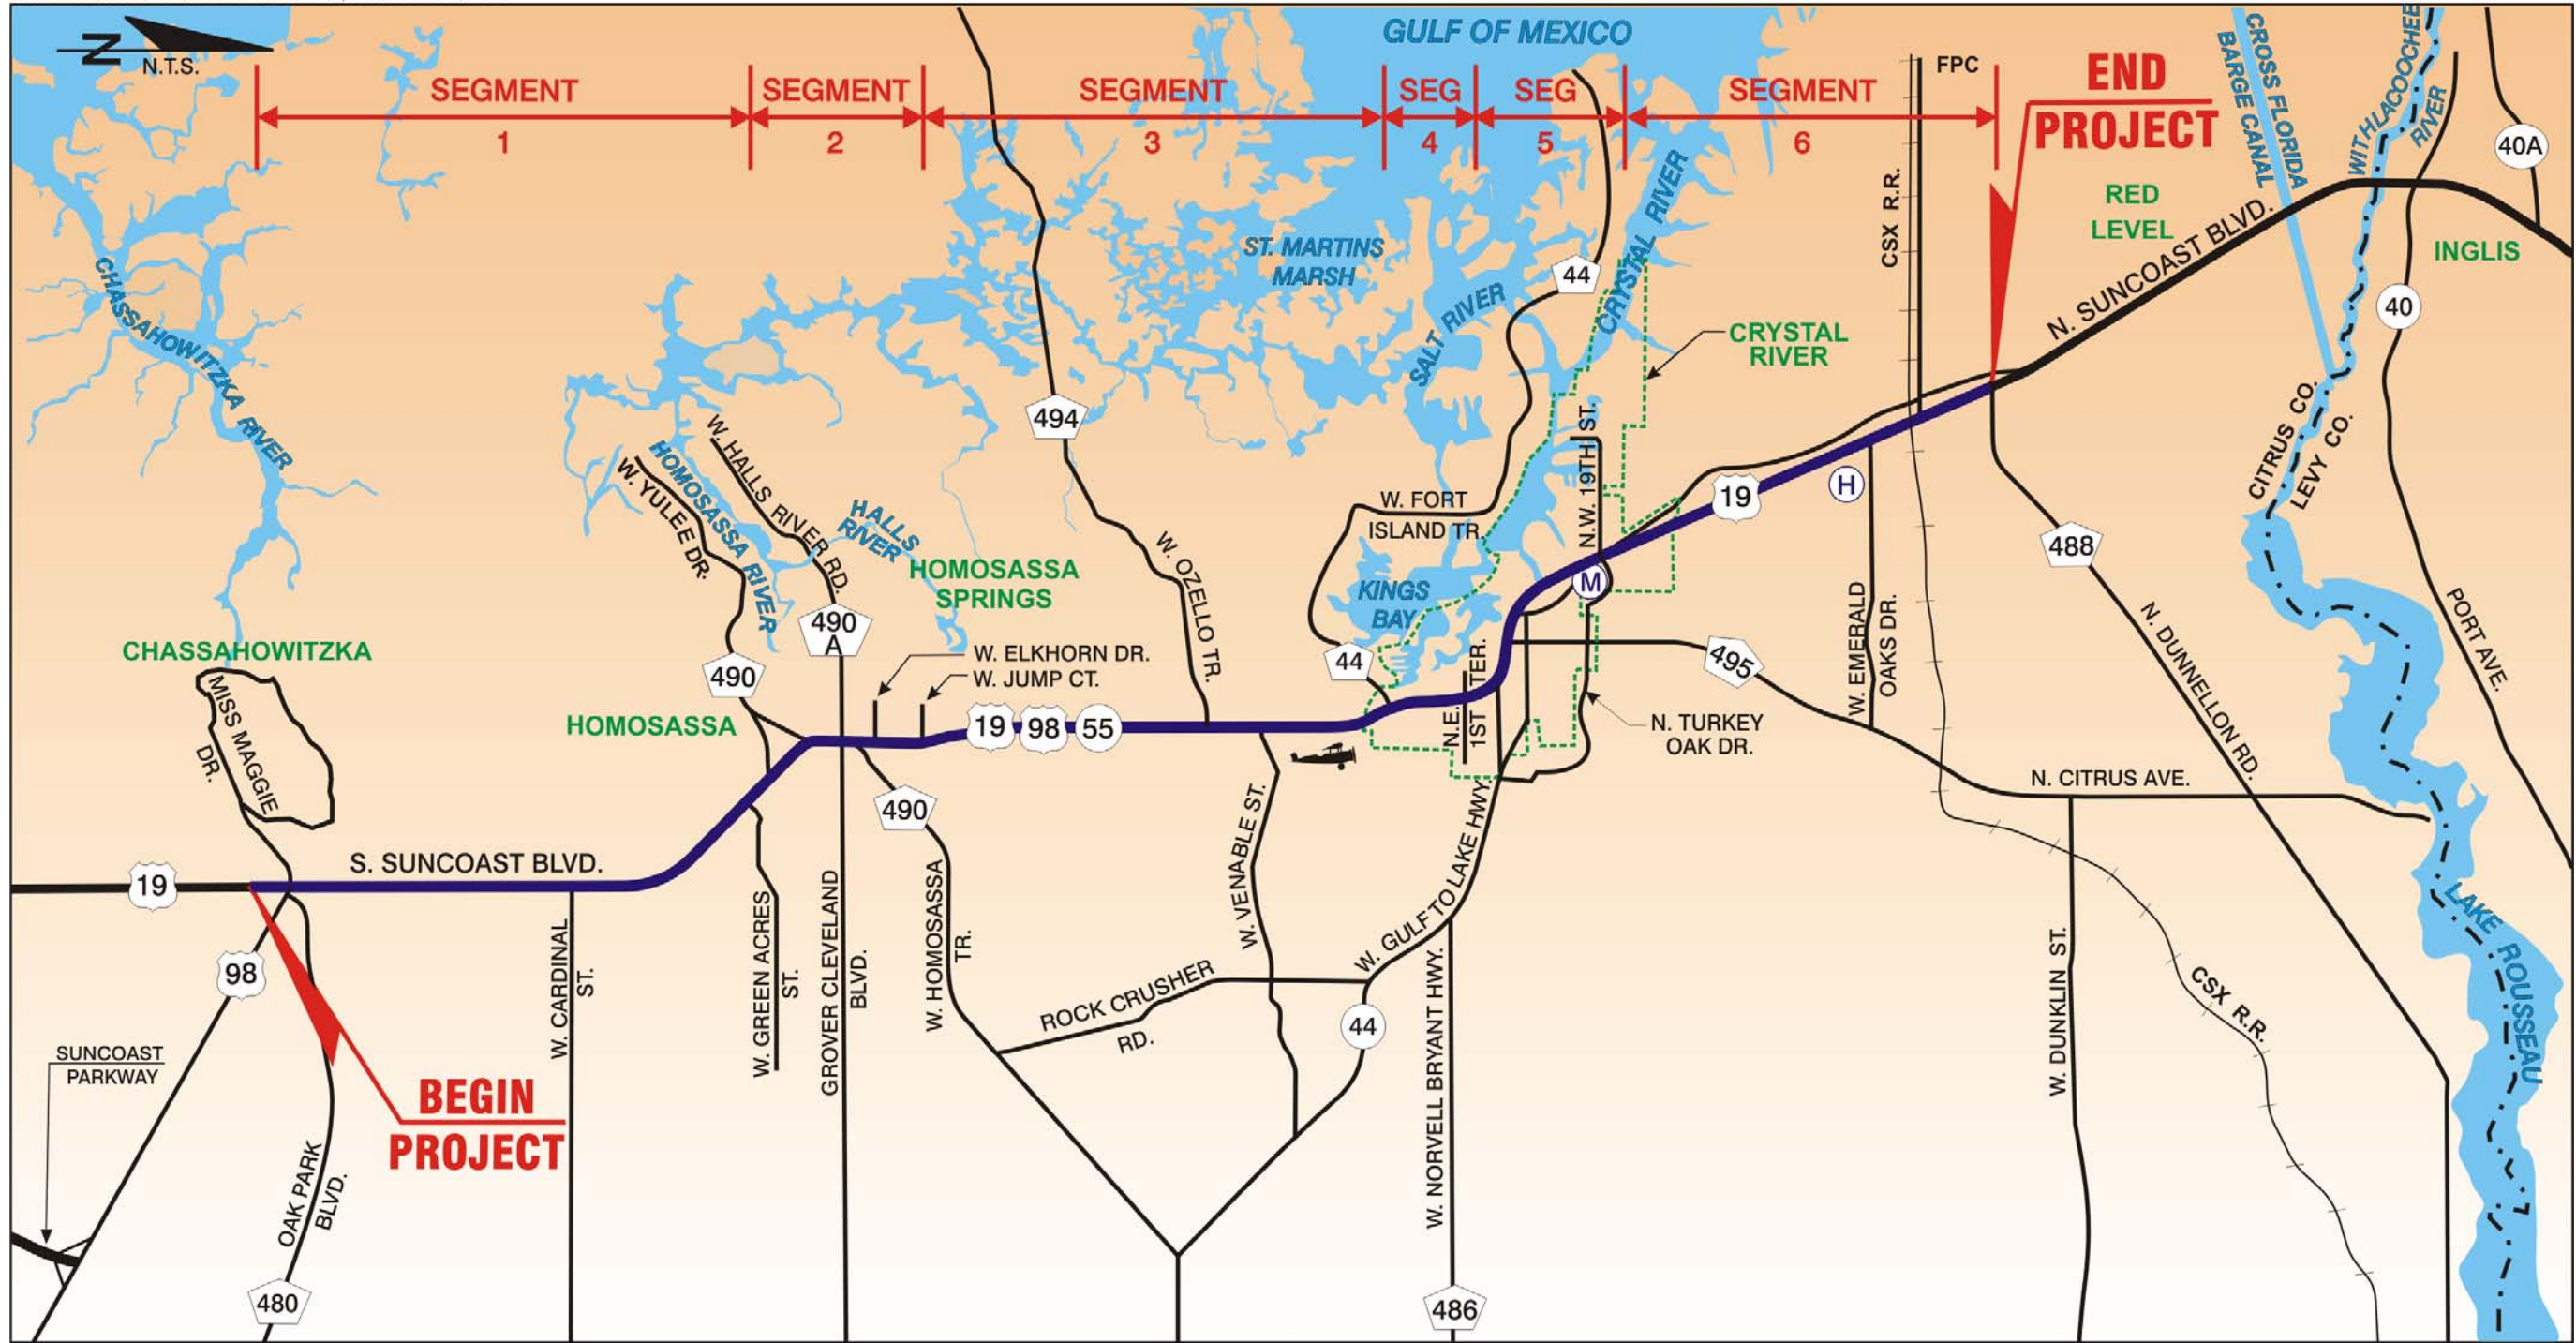 N
N.T.S.
GULF OF MEXICO
SEGMENT
1
SEGMENT
2
SEGMENT
3
SEG
4
SEG
5
SEGMENT
6
FPC
CSX R.R.
END
PROJECT
CROSS FLORIDA
BARGE CANAL
WITHLACOOCHEE
RIVER
40A
RED
LEVEL
INGLIS
40
N. SUNCOAST BLVD.
CHASSAHOWITZKA RIVER
ST. MARTINS
MARSH
SALT RIVER
CRYSTAL RIVER
44
CRYSTAL
RIVER
494
W. HALLS RIVER RD.
HOMOSASSA RIVER
W. YULEE DR.
HALLS
RIVER
HOMOSASSA
SPRINGS
W. OZELLO TR.
W. FORT
ISLAND TR.
KINGS
BAY
N.W. 19TH ST.
M
19
H
488
CITRUS CO.
LEVY CO.
PORT AVE.
CHASSAHOWITZKA
MISS MAGGIE
DR.
490
490
A
W. ELKHORN DR.
W. JUMP CT.
HOMOSASSA
19
98
55
44
N.E.
1ST TER.
495
W. EMERALD
OAKS DR.
N. TURKEY
OAK DR.
N. DUNNELLON RD.
N. CITRUS AVE.
19
S. SUNCOAST BLVD.
490
98
W. CARDINAL
ST.
W. GREEN ACRES
ST.
GROVER CLEVELAND
BLVD.
W. HOMOSASSA
TR.
W. VENABLE ST.
W. GULF TO LAKE HWY.
ROCK CRUSHER
RD.
44
W. NORVELL BRYANT HWY.
W. DUNKLIN ST.
CSX R.R.
LAKE ROUSSEAU
SUNCOAST
PARKWAY
BEGIN
PROJECT
OAK PARK
BLVD.
480
486